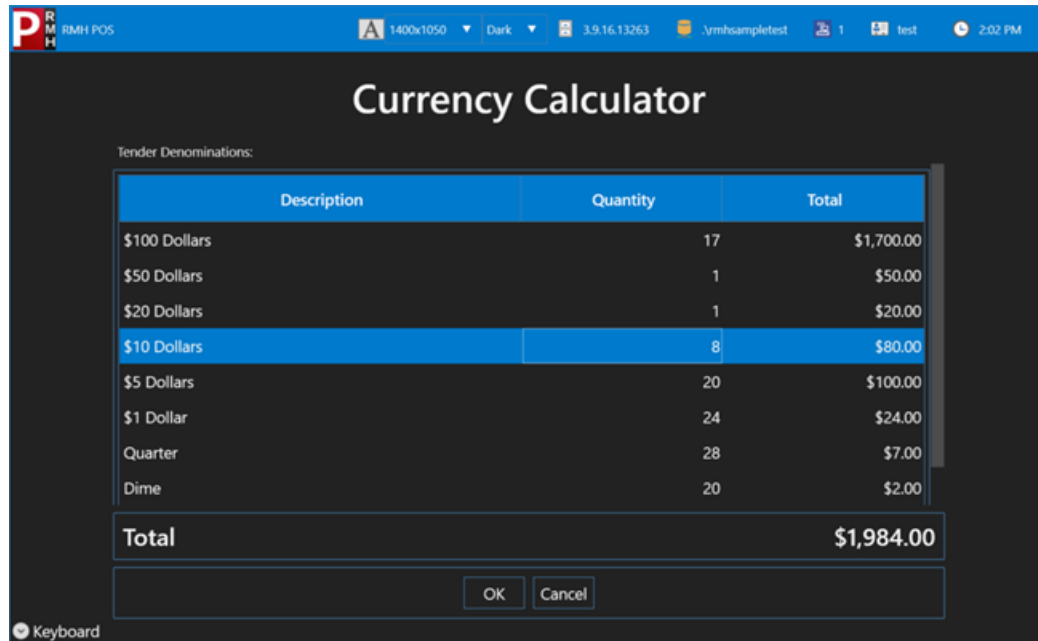 P RMH RMH POS A 1400x1050 Dark 3.9.16.13263 .\rmhsampletest 1 test 2:02 PM
Currency Calculator
Tender Denominations:
Description Quantity Total
$100 Dollars 17 $1,700.00
$50 Dollars 1 $50.00
$20 Dollars 1 $20.00
$10 Dollars 8 $80.00
$5 Dollars 20 $100.00
$1 Dollar 24 $24.00
Quarter 28 $7.00
Dime 20 $2.00
Total $1,984.00
OK Cancel
Keyboard